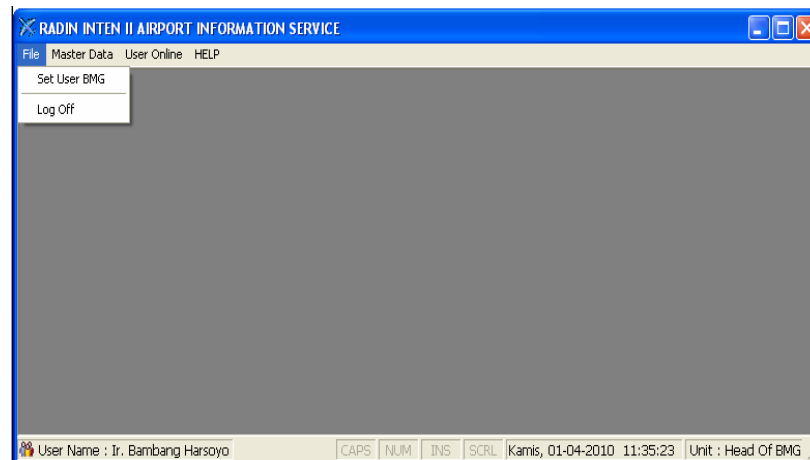 RADIN INTEN II AIRPORT INFORMATION SERVICE
File Master Data User Online HELP
Set User BMG
Log Off
User Name : Ir. Bambang Harsoyo CAPS NUM INS SCRL Kamis, 01-04-2010 11:35:23 Unit : Head Of BMG